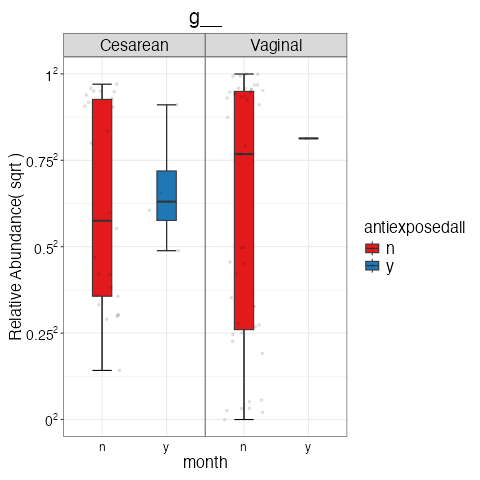 g__
Cesarean
Vaginal
1²
0.75²
0.5²
0.25²
0²
Relative Abundance( sqrt )
n
y
n
y
month
antiexposedall
n
y